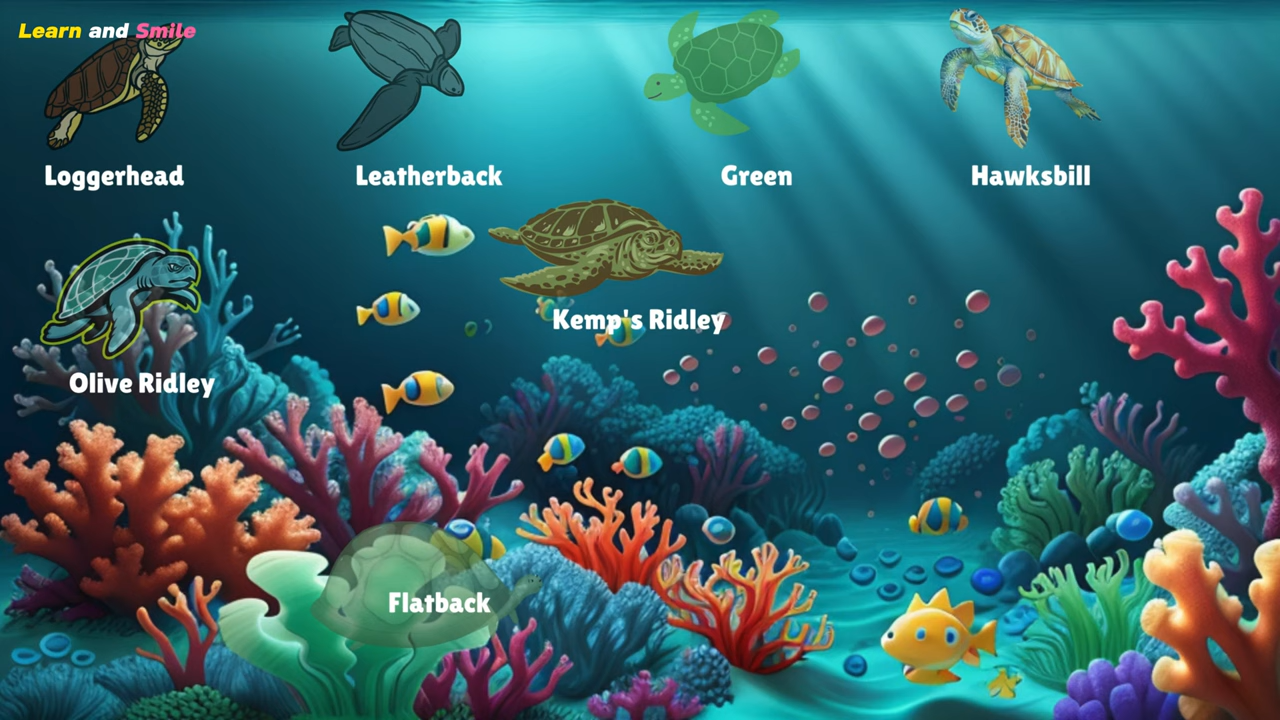 Learn and Smile
Loggerhead
Leatherback
Green
Hawksbill
Kemp's Ridley
Olive Ridley
Flatback